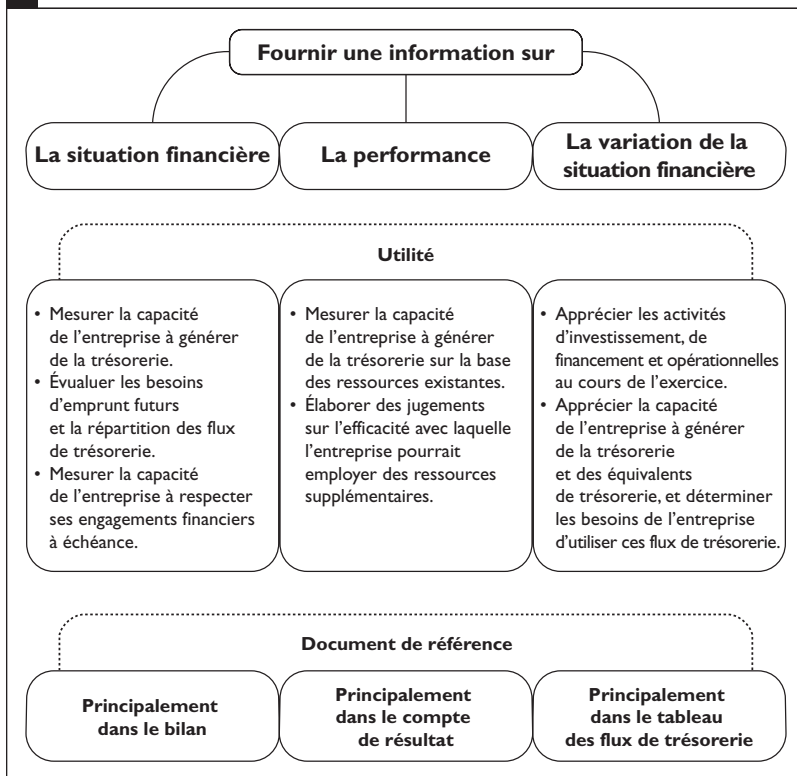 Fournir une information sur
La situation financière
La performance
La variation de la
situation financière
Utilité
• Mesurer la capacité
de l'entreprise à générer
de la trésorerie.
• Évaluer les besoins
d'emprunt futurs
et la répartition des flux
de trésorerie.
• Mesurer la capacité
de l'entreprise à respecter
ses engagements financiers
à échéance.
• Mesurer la capacité
de l'entreprise à générer
de la trésorerie sur la base
des ressources existantes.
• Élaborer des jugements
sur l'efficacité avec laquelle
l'entreprise pourrait
employer des ressources
supplémentaires.
• Apprécier les activités
d'investissement, de
financement et opérationnelles
au cours de l'exercice.
• Apprécier la capacité
de l'entreprise à générer
de la trésorerie
et des équivalents
de trésorerie, et déterminer
les besoins de l'entreprise
d'utiliser ces flux de trésorerie.
Document de référence
Principalement
dans le bilan
Principalement
dans le compte
de résultat
Principalement
dans le tableau
des flux de trésorerie